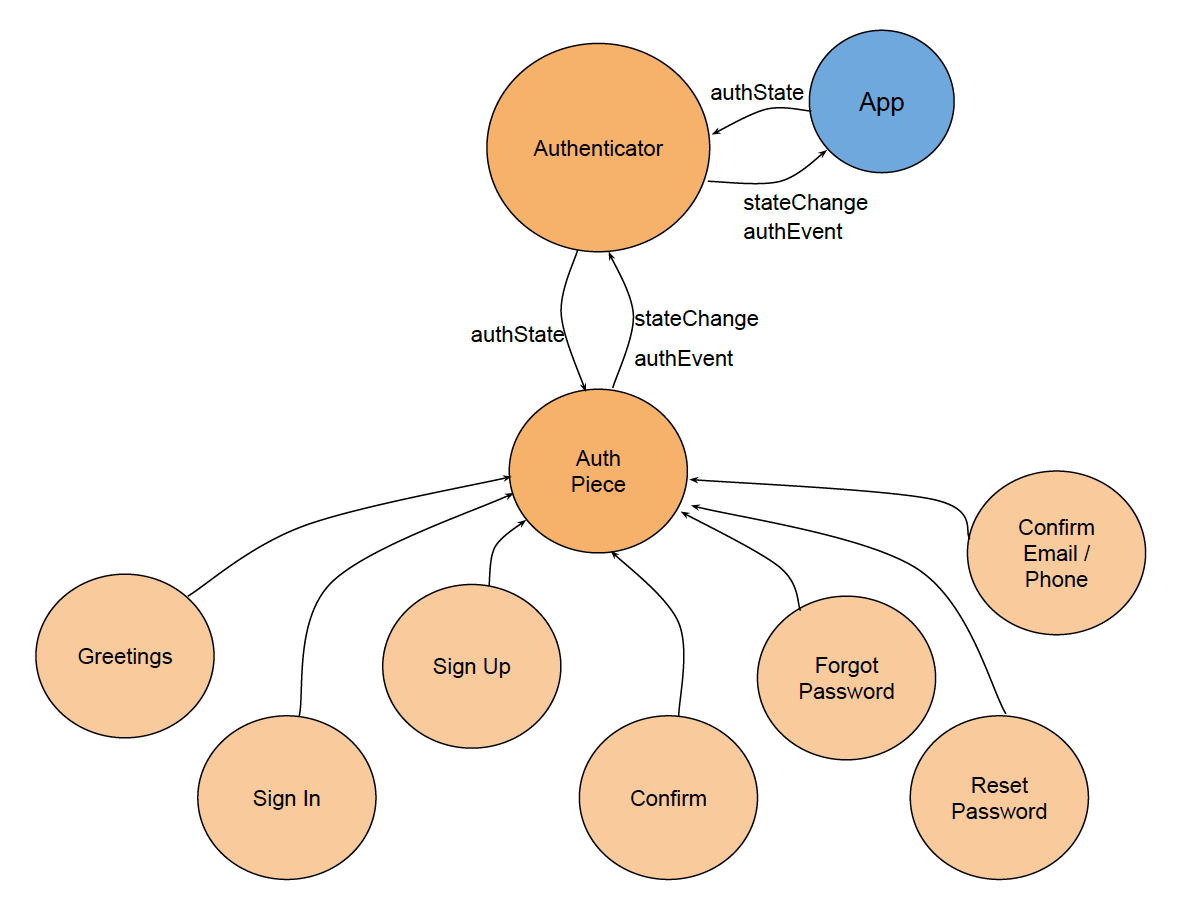 App
authState
Authenticator
stateChange
authEvent
authState
stateChange
authEvent
Auth
Piece
Confirm
Email /
Phone
Greetings
Sign Up
Forgot
Password
Sign In
Confirm
Reset
Password